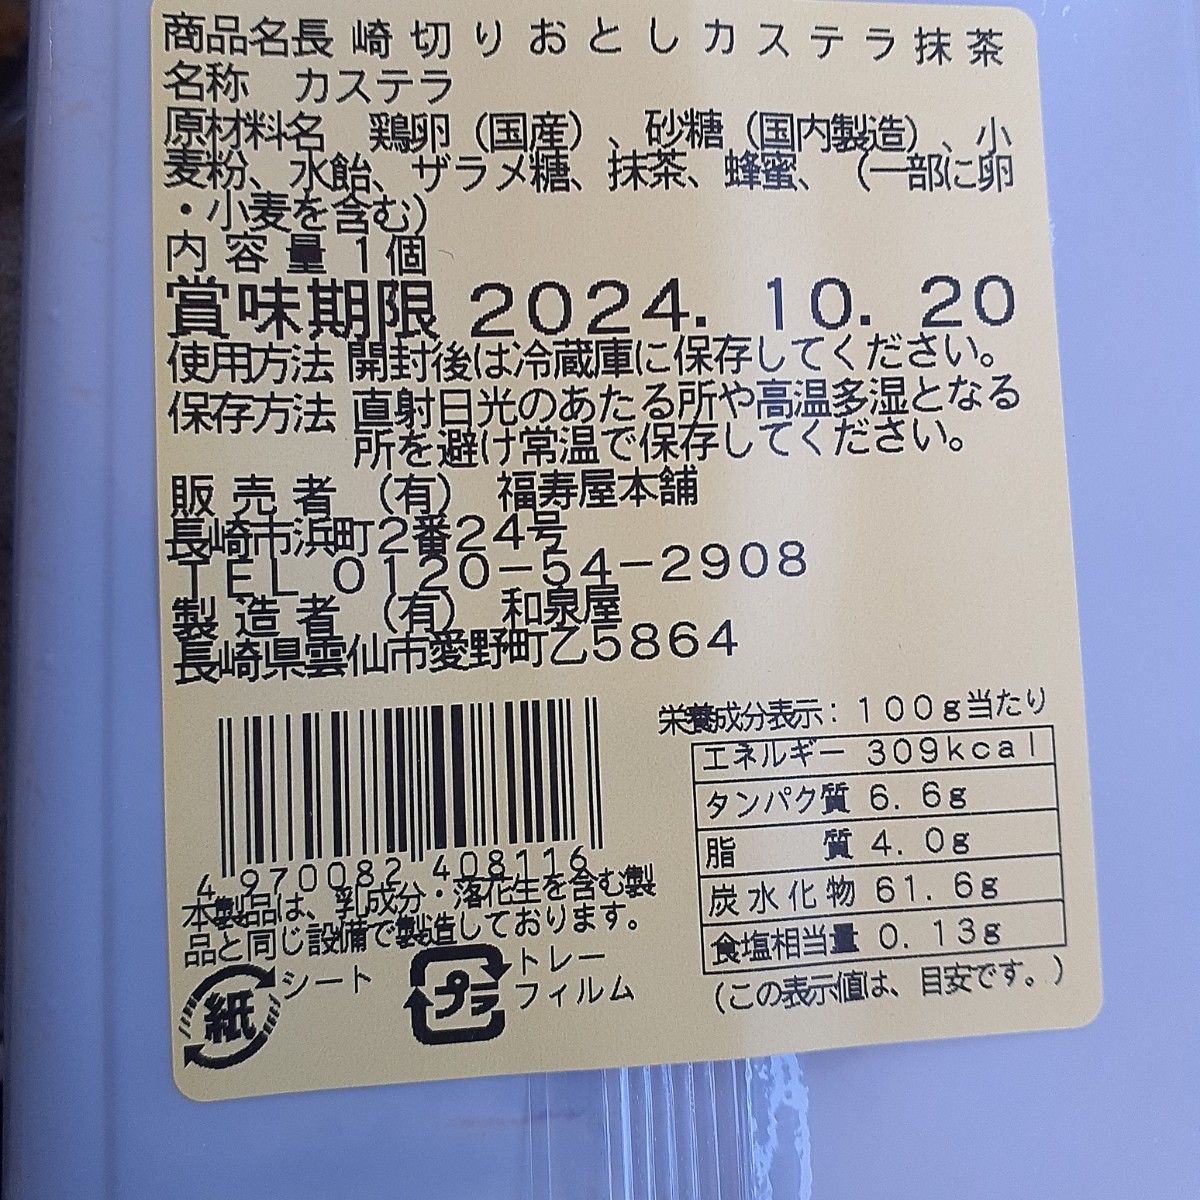 商品名長崎切りおとしカステラ抹茶
名称 カステラ
原材料名 鶏卵(国産)、砂糖(国内製造)、小
麦粉、水飴、ザラメ糖、抹茶、蜂蜜、(一部に卵
・小麦を含む)
内容量 1個
賞味期限 2024. 10. 20
使用方法 開封後は冷蔵庫に保存してください。
保存方法 直射日光のあたる所や高温多湿となる
所を避け常温で保存してください。
販売者 (有) 福寿屋本舗
長崎市浜町2番24号
TEL 0120-54-2908
製造者 (有) 和泉屋
長崎県雲仙市愛野町乙5864
4 970082 408116
本製品は、乳成分・落花生を含む製
品と同じ設備で製造しております。
紙 シート
プラ トレー
フィルム
栄養成分表示:100g当たり
エネルギー 309kcal
タンパク質 6.6g
脂質 4.0g
炭水化物 61.6g
食塩相当量 0.13g
(この表示値は、目安です。)